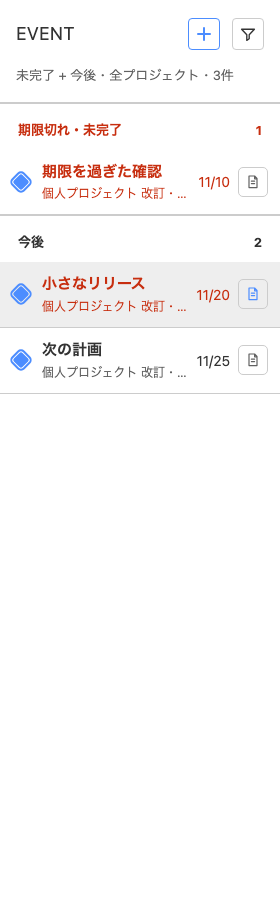 EVENT
未完了 + 今後・全プロジェクト・3件
期限切れ・未完了 1
期限を過ぎた確認
11/10
個人プロジェクト 改訂・...
今後 2
小さなリリース
11/20
個人プロジェクト 改訂・...
次の計画
11/25
個人プロジェクト 改訂・...